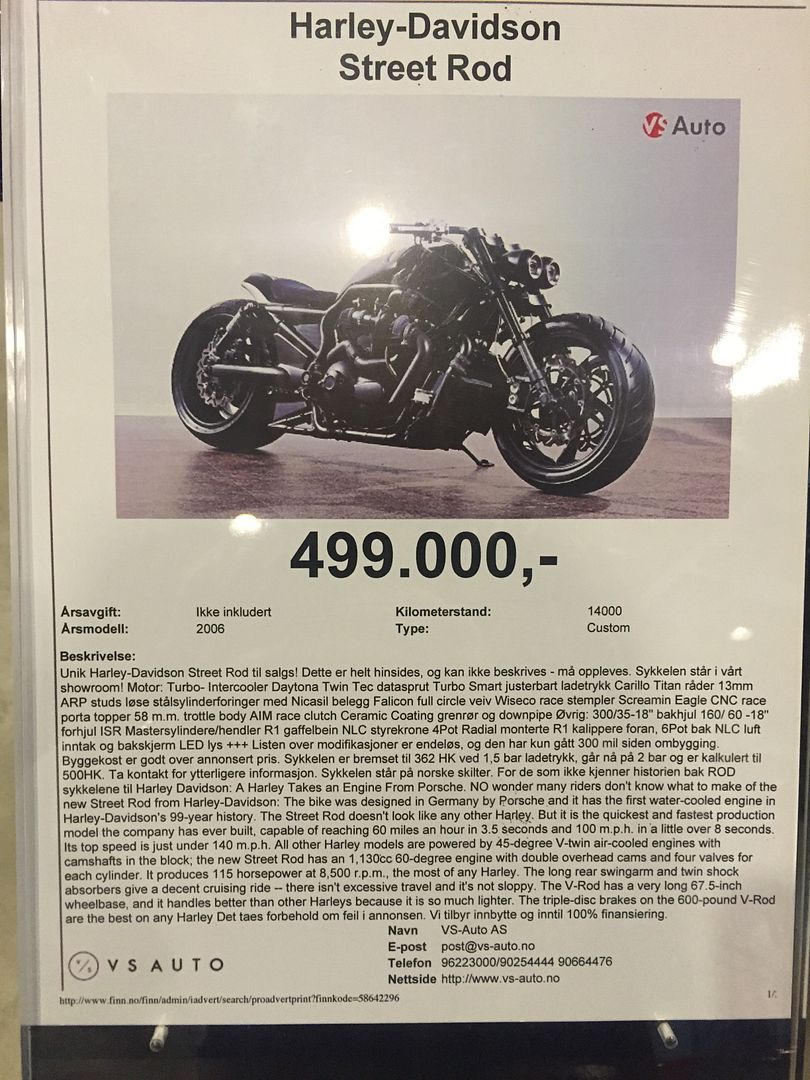 Harley-Davidson
Street Rod
VS Auto
499.000,-
Årsavgift: Ikke inkludert Kilometerstand: 14000
Årsmodell: 2006 Type: Custom
Beskrivelse:
Unik Harley-Davidson Street Rod til salgs! Dette er helt hinsides, og kan ikke beskrives - må oppleves. Sykkelen står i vårt
showroom! Motor: Turbo- Intercooler Daytona Twin Tec datasprut Turbo Smart justerbart ladetrykk Carillo Titan råder 13mm
ARP studs løse stålsylinderforinger med Nicasil belegg Falicon full circle veiv Wiseco race stempler Screamin Eagle CNC race
porta topper 58 m.m. trottle body AIM race clutch Ceramic Coating grenrør og downpipe Øvrig: 300/35-18" bakhjul 160/ 60 -18"
forhjul ISR Mastersylindere/hendler R1 gaffelbein NLC styrekrone 4Pot Radial monterte R1 kalippere foran, 6Pot bak NLC luft
inntak og bakskjerm LED lys +++ Listen over modifikasjoner er endeløs, og den har kun gått 300 mil siden ombygging.
Byggekost er godt over annonsert pris. Sykkelen er bremset til 362 HK ved 1,5 bar ladetrykk, går nå på 2 bar og er kalkulert til
500HK. Ta kontakt for ytterligere informasjon. Sykkelen står på norske skilter. For de som ikke kjenner historien bak ROD
sykkelene til Harley Davidson: A Harley Takes an Engine From Porsche. NO wonder many riders don't know what to make of the
new Street Rod from Harley-Davidson: The bike was designed in Germany by Porsche and it has the first water-cooled engine in
Harley-Davidson's 99-year history. The Street Rod doesn't look like any other Harley. But it is the quickest and fastest production
model the company has ever built, capable of reaching 60 miles an hour in 3.5 seconds and 100 m.p.h. in a little over 8 seconds.
Its top speed is just under 140 m.p.h. All other Harley models are powered by 45-degree V-twin air-cooled engines with
camshafts in the block; the new Street Rod has an 1,130cc 60-degree engine with double overhead cams and four valves for
each cylinder. It produces 115 horsepower at 8,500 r.p.m., the most of any Harley. The long rear swingarm and twin shock
absorbers give a decent cruising ride -- there isn't excessive travel and it's not sloppy. The V-Rod has a very long 67.5-inch
wheelbase, and it handles better than other Harleys because it is so much lighter. The triple-disc brakes on the 600-pound V-Rod
are the best on any Harley Det taes forbehold om feil i annonsen. Vi tilbyr innbytte og inntil 100% finansiering.
Navn VS-Auto AS
E-post post@vs-auto.no
Telefon 96223000/90254444 90664476
Nettside http://www.vs-auto.no
VS AUTO
http://www.finn.no/finn/admin/iadvert/search/proadvertprint?finnkode=58642296